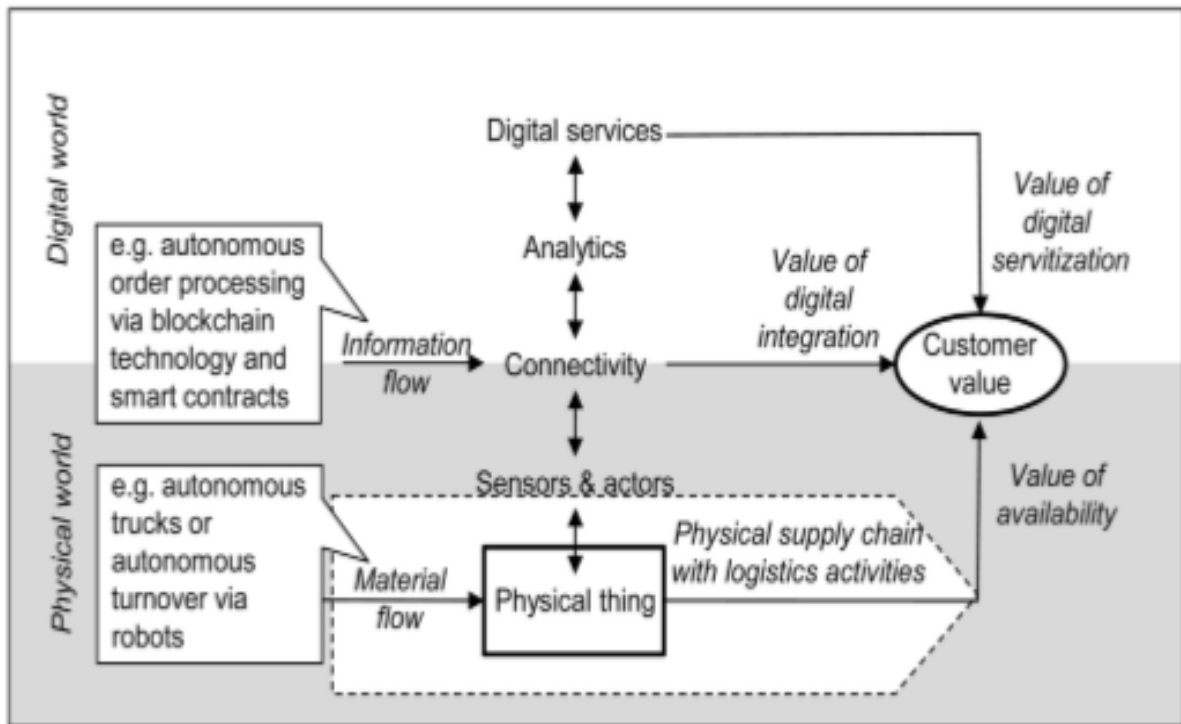 Digital world
Digital services
Value of
digital
servitization
e.g. autonomous
order processing
via blockchain
technology and
smart contracts
Analytics
Value of
digital
integration
Information
flow
Connectivity
Customer
value
Physical world
e.g. autonomous
trucks or
autonomous
turnover via
robots
Sensors & actors
Material
flow
Physical thing
Physical supply chain
with logistics activities
Value of
availability